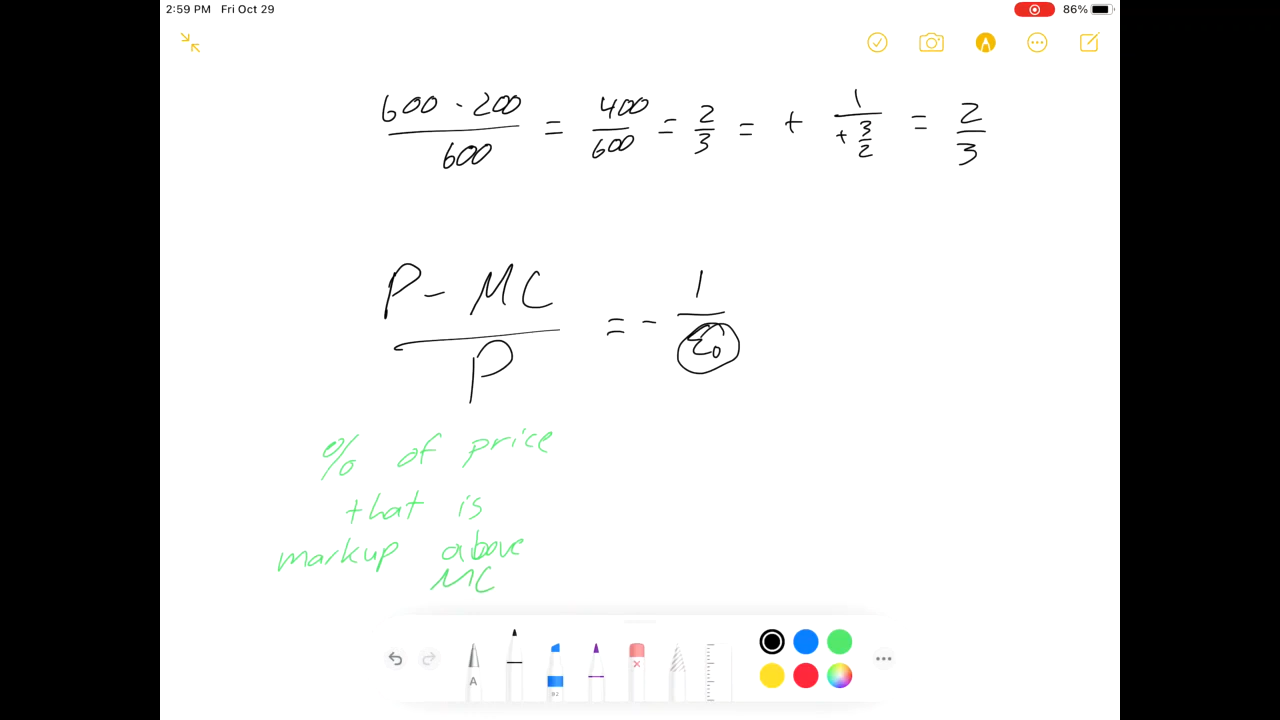 2:59 PM Fri Oct 29 86%
600 - 200 / 600 = 400 / 600 = 2 / 3 = + 1 / + 3/2 = 2 / 3
P - MC / P = - 1 / ε₀
% of price
that is
markup above
MC
A
82